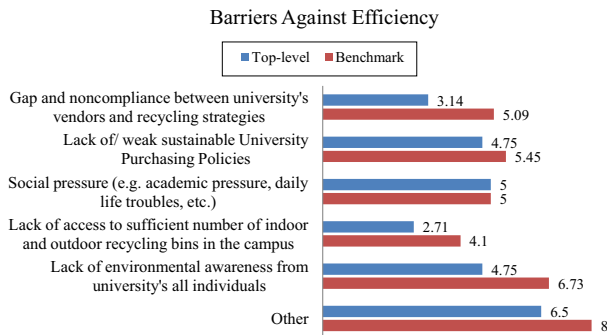 Barriers Against Efficiency
Top-level Benchmark
Gap and noncompliance between university's
vendors and recycling strategies
3.14
5.09
Lack of/ weak sustainable University
Purchasing Policies
4.75
5.45
Social pressure (e.g. academic pressure, daily
life troubles, etc.)
5
5
Lack of access to sufficient number of indoor
and outdoor recycling bins in the campus
2.71
4.1
Lack of environmental awareness from
university's all individuals
4.75
6.73
Other
6.5
8